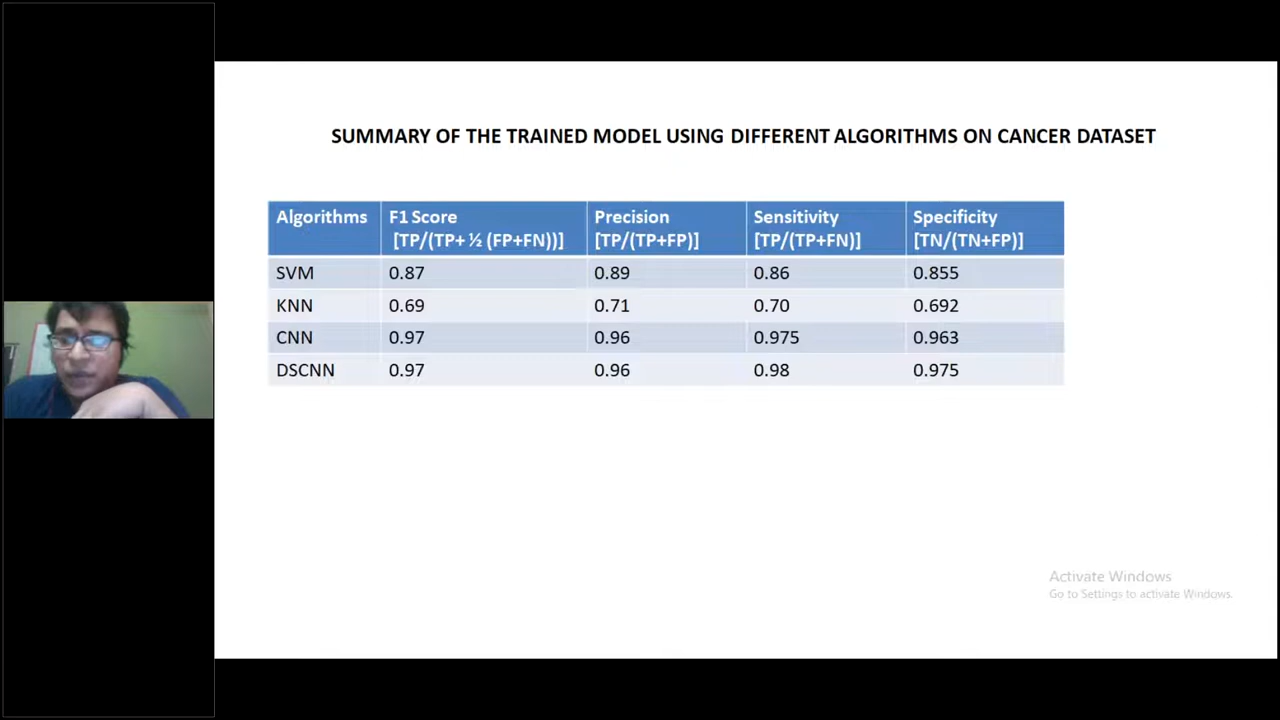 SUMMARY OF THE TRAINED MODEL USING DIFFERENT ALGORITHMS ON CANCER DATASET
Algorithms F1 Score Precision Sensitivity Specificity
[TP/(TP+ ½ (FP+FN))] [TP/(TP+FP)] [TP/(TP+FN)] [TN/(TN+FP)]
SVM 0.87 0.89 0.86 0.855
KNN 0.69 0.71 0.70 0.692
CNN 0.97 0.96 0.975 0.963
DSCNN 0.97 0.96 0.98 0.975
Activate Windows
Go to Settings to activate Windows.